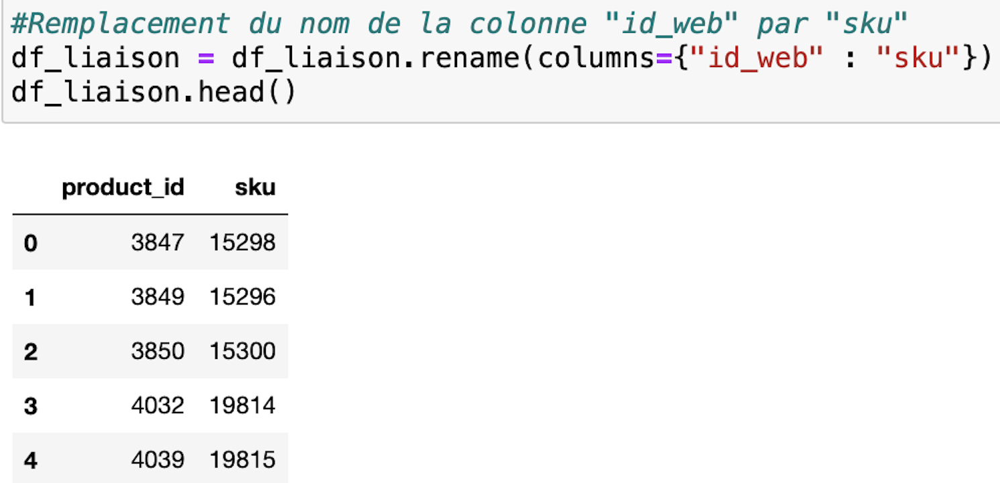 #Remplacement du nom de la colonne "id_web" par "sku"
df_liaison = df_liaison.rename(columns={"id_web" : "sku"})
df_liaison.head()
product_id sku
0 3847 15298
1 3849 15296
2 3850 15300
3 4032 19814
4 4039 19815